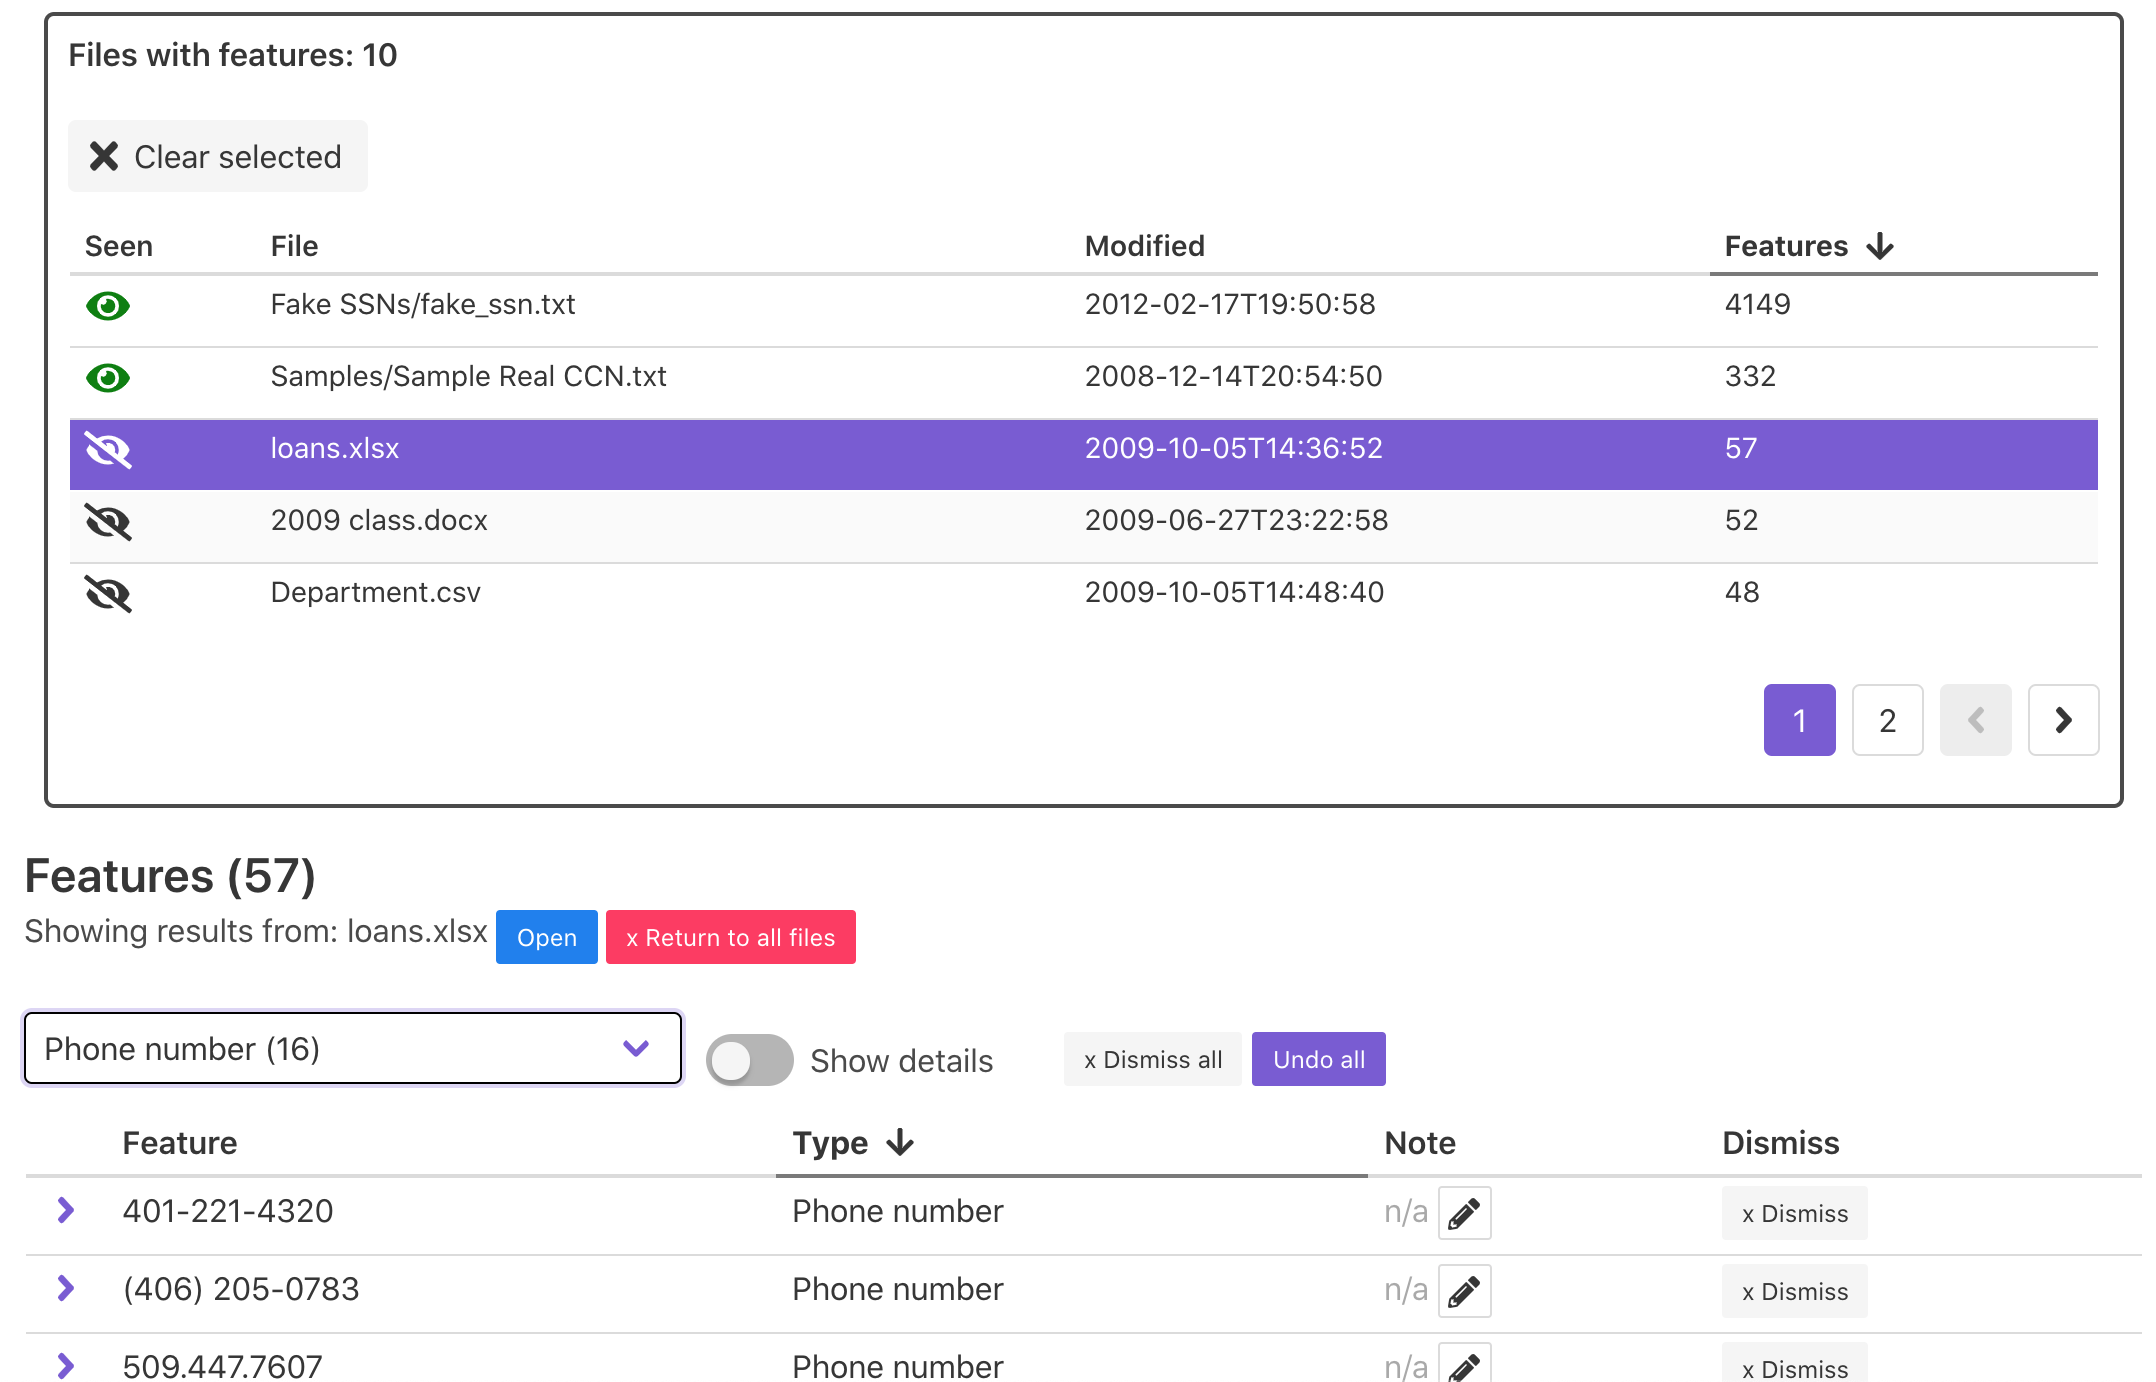 Files with features: 10
Clear selected
Seen File Modified Features
Fake SSNs/fake_ssn.txt 2012-02-17T19:50:58 4149
Samples/Sample Real CCN.txt 2008-12-14T20:54:50 332
loans.xlsx 2009-10-05T14:36:52 57
2009 class.docx 2009-06-27T23:22:58 52
Department.csv 2009-10-05T14:48:40 48
1 2
Features (57)
Showing results from: loans.xlsx Open x Return to all files
Phone number (16) Show details x Dismiss all Undo all
Feature Type Note Dismiss
401-221-4320 Phone number n/a x Dismiss
(406) 205-0783 Phone number n/a x Dismiss
509.447.7607 Phone number n/a x Dismiss